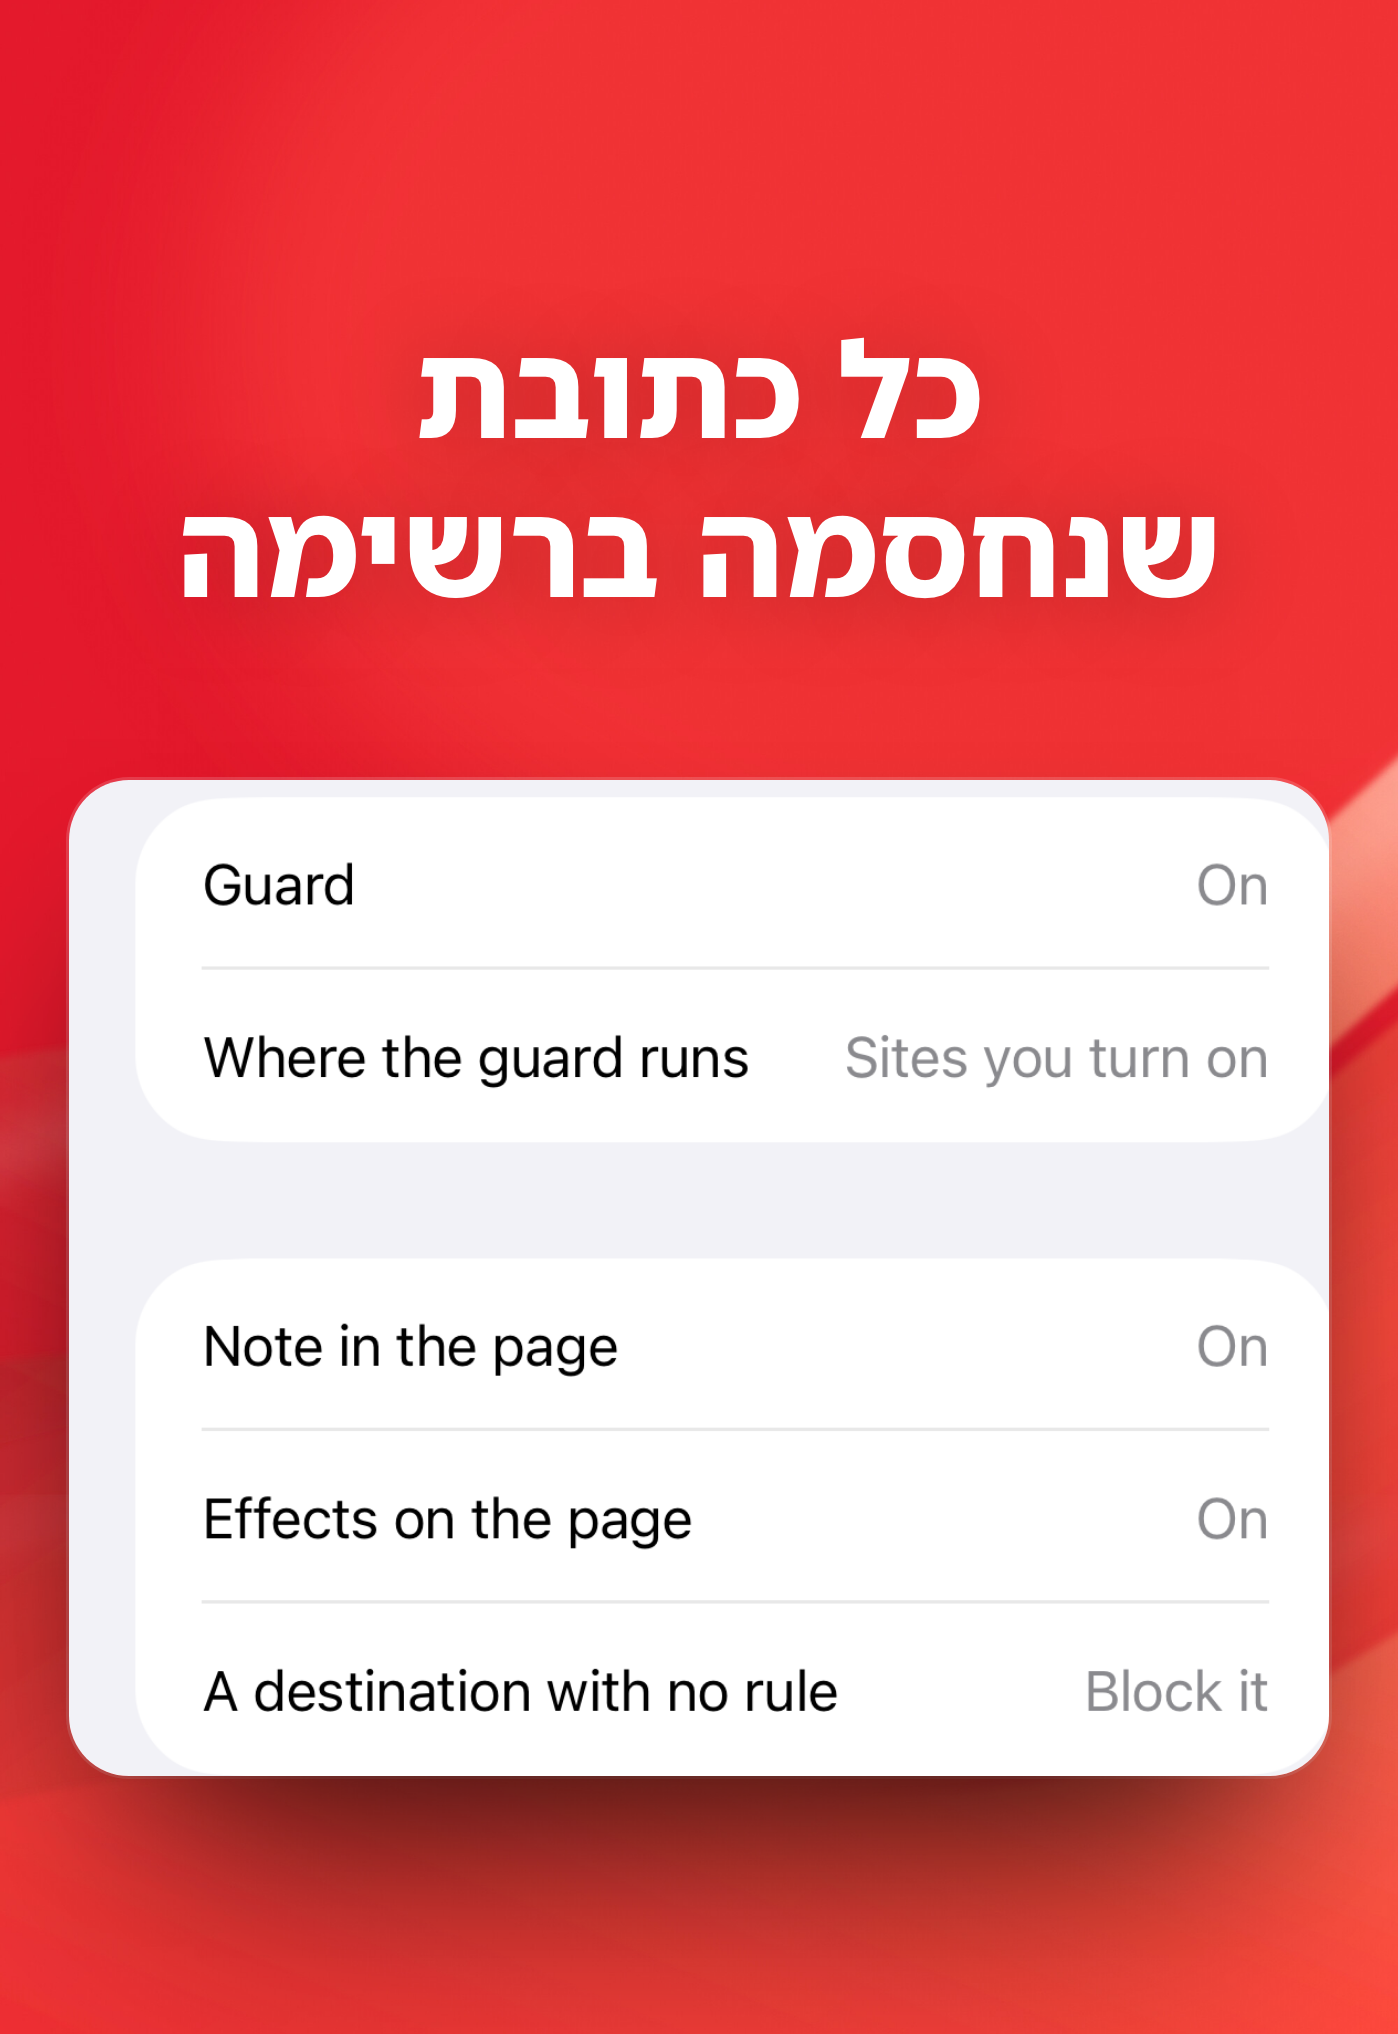 כל כתובת
שנחסמה ברשימה
Guard On
Where the guard runs Sites you turn on
Note in the page On
Effects on the page On
A destination with no rule Block it